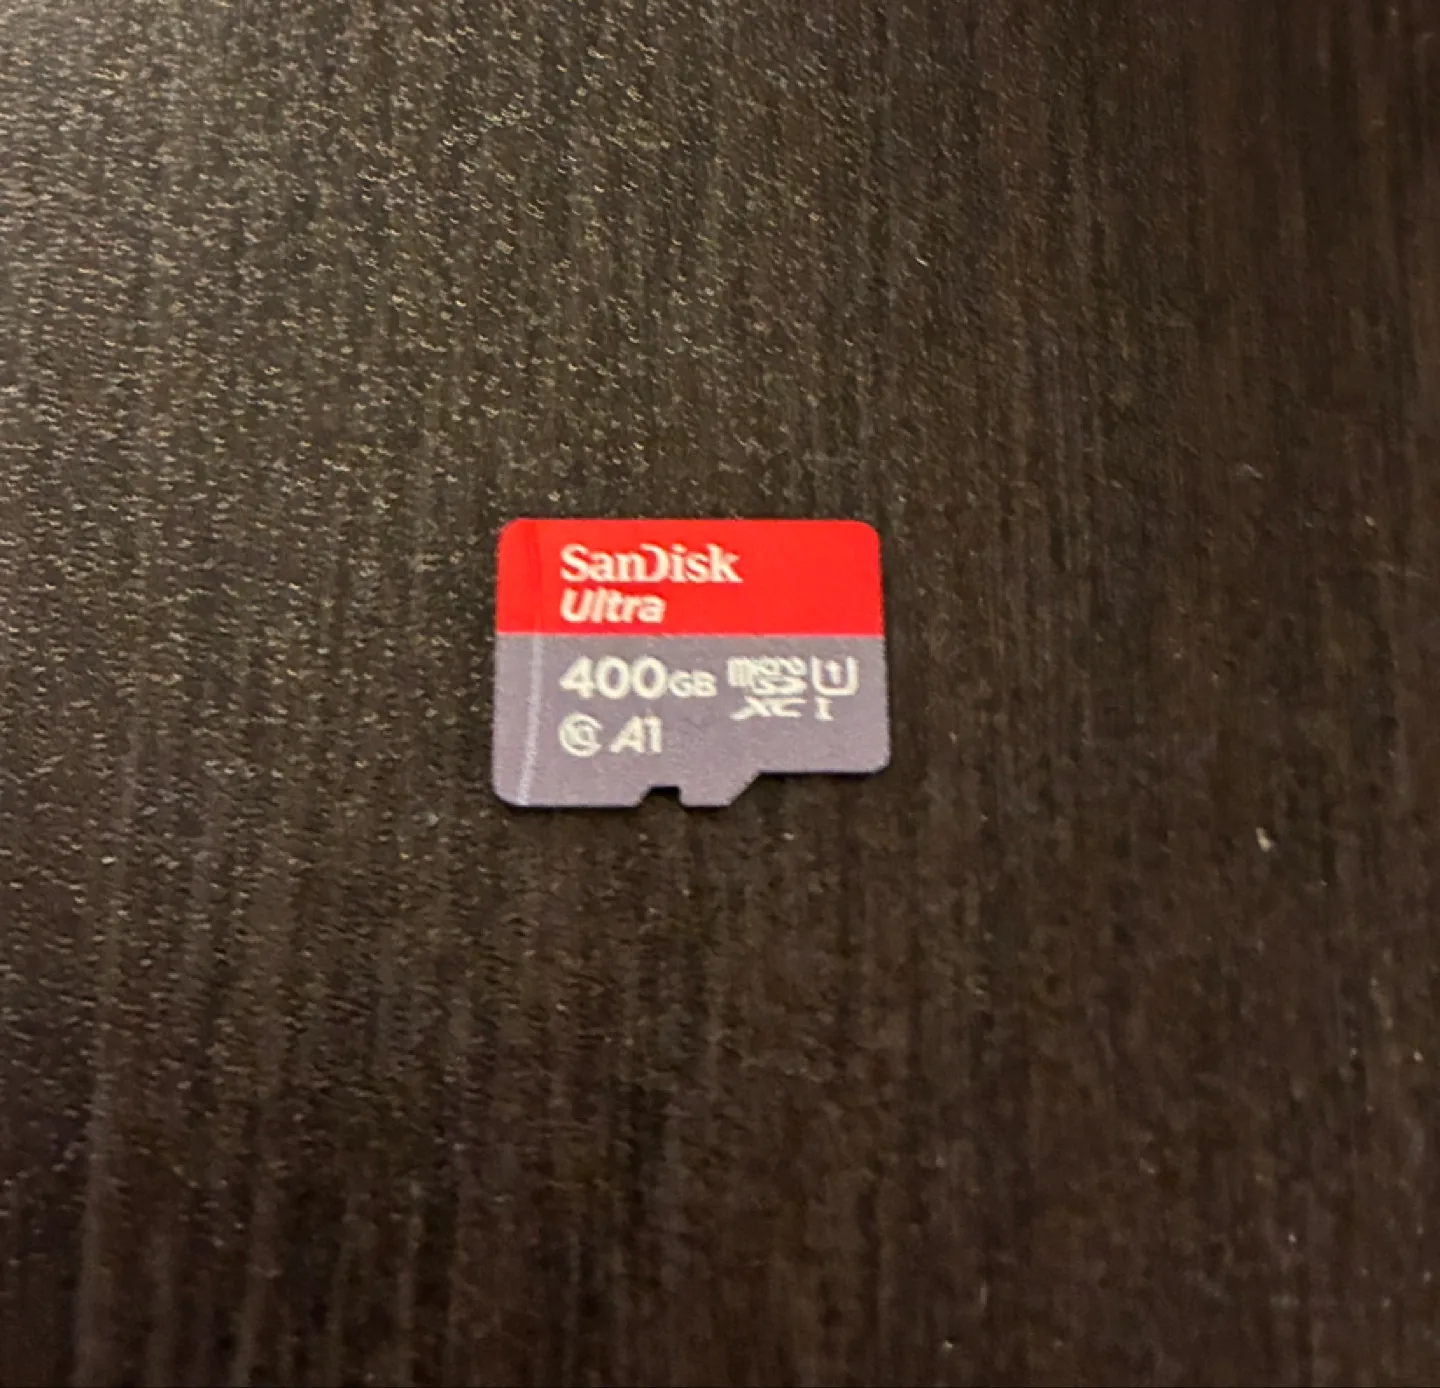 SanDisk
Ultra
400GB micro SD XC U1 I
C10 A1